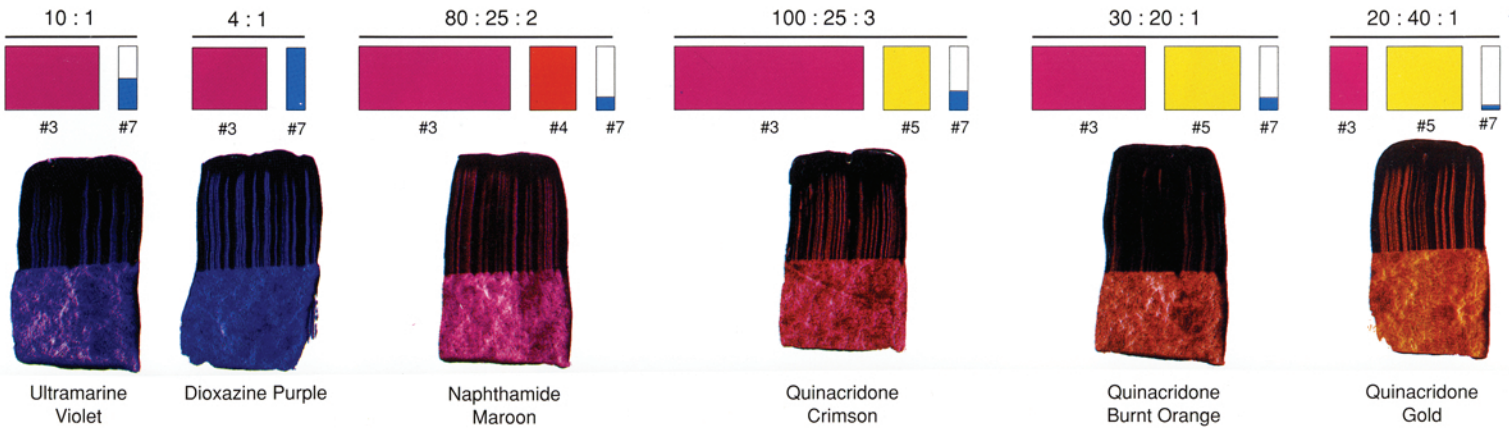 10 : 1
4 : 1
80 : 25 : 2
100 : 25 : 3
30 : 20 : 1
20 : 40 : 1
#3 #7
#3 #7
#3 #4 #7
#3 #5 #7
#3 #5 #7
#3 #5 #7
Ultramarine
Violet
Dioxazine Purple
Naphthamide
Maroon
Quinacridone
Crimson
Quinacridone
Burnt Orange
Quinacridone
Gold